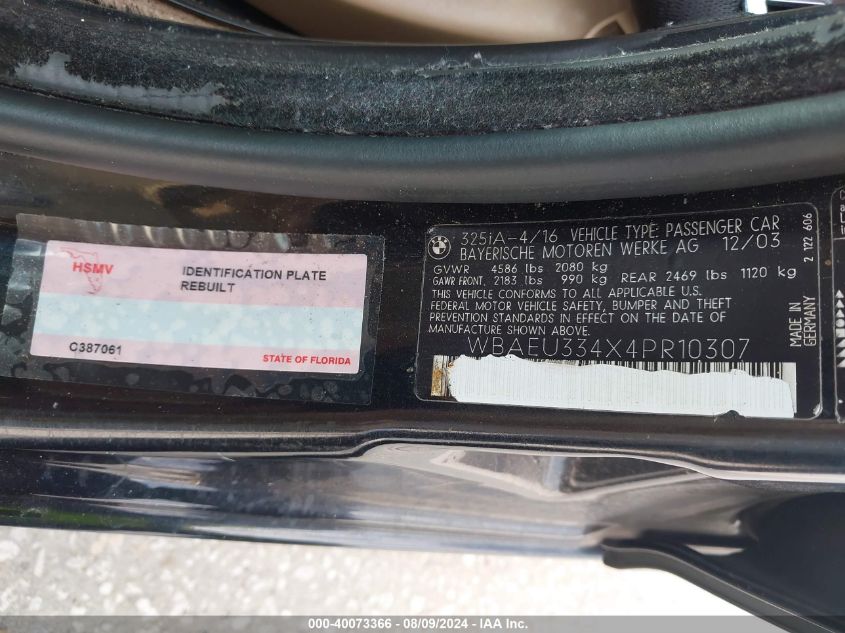 HSMV
IDENTIFICATION PLATE
REBUILT
C387061
STATE OF FLORIDA
BMW
325iA-4/16 VEHICLE TYPE: PASSENGER CAR
BAYERISCHE MOTOREN WERKE AG 12/03
GVWR 4586 lbs 2080 kg
GAWR FRONT, 2183 lbs 990 kg REAR 2469 lbs 1120 kg
THIS VEHICLE CONFORMS TO ALL APPLICABLE U.S.
FEDERAL MOTOR VEHICLE SAFETY, BUMPER AND THEFT
PREVENTION STANDARDS IN EFFECT ON THE DATE OF
MANUFACTURE SHOWN ABOVE.
WBAEU334X4PR10307
MADE IN
GERMANY
2 122 606
000-40073366 - 08/09/2024 - IAA Inc.